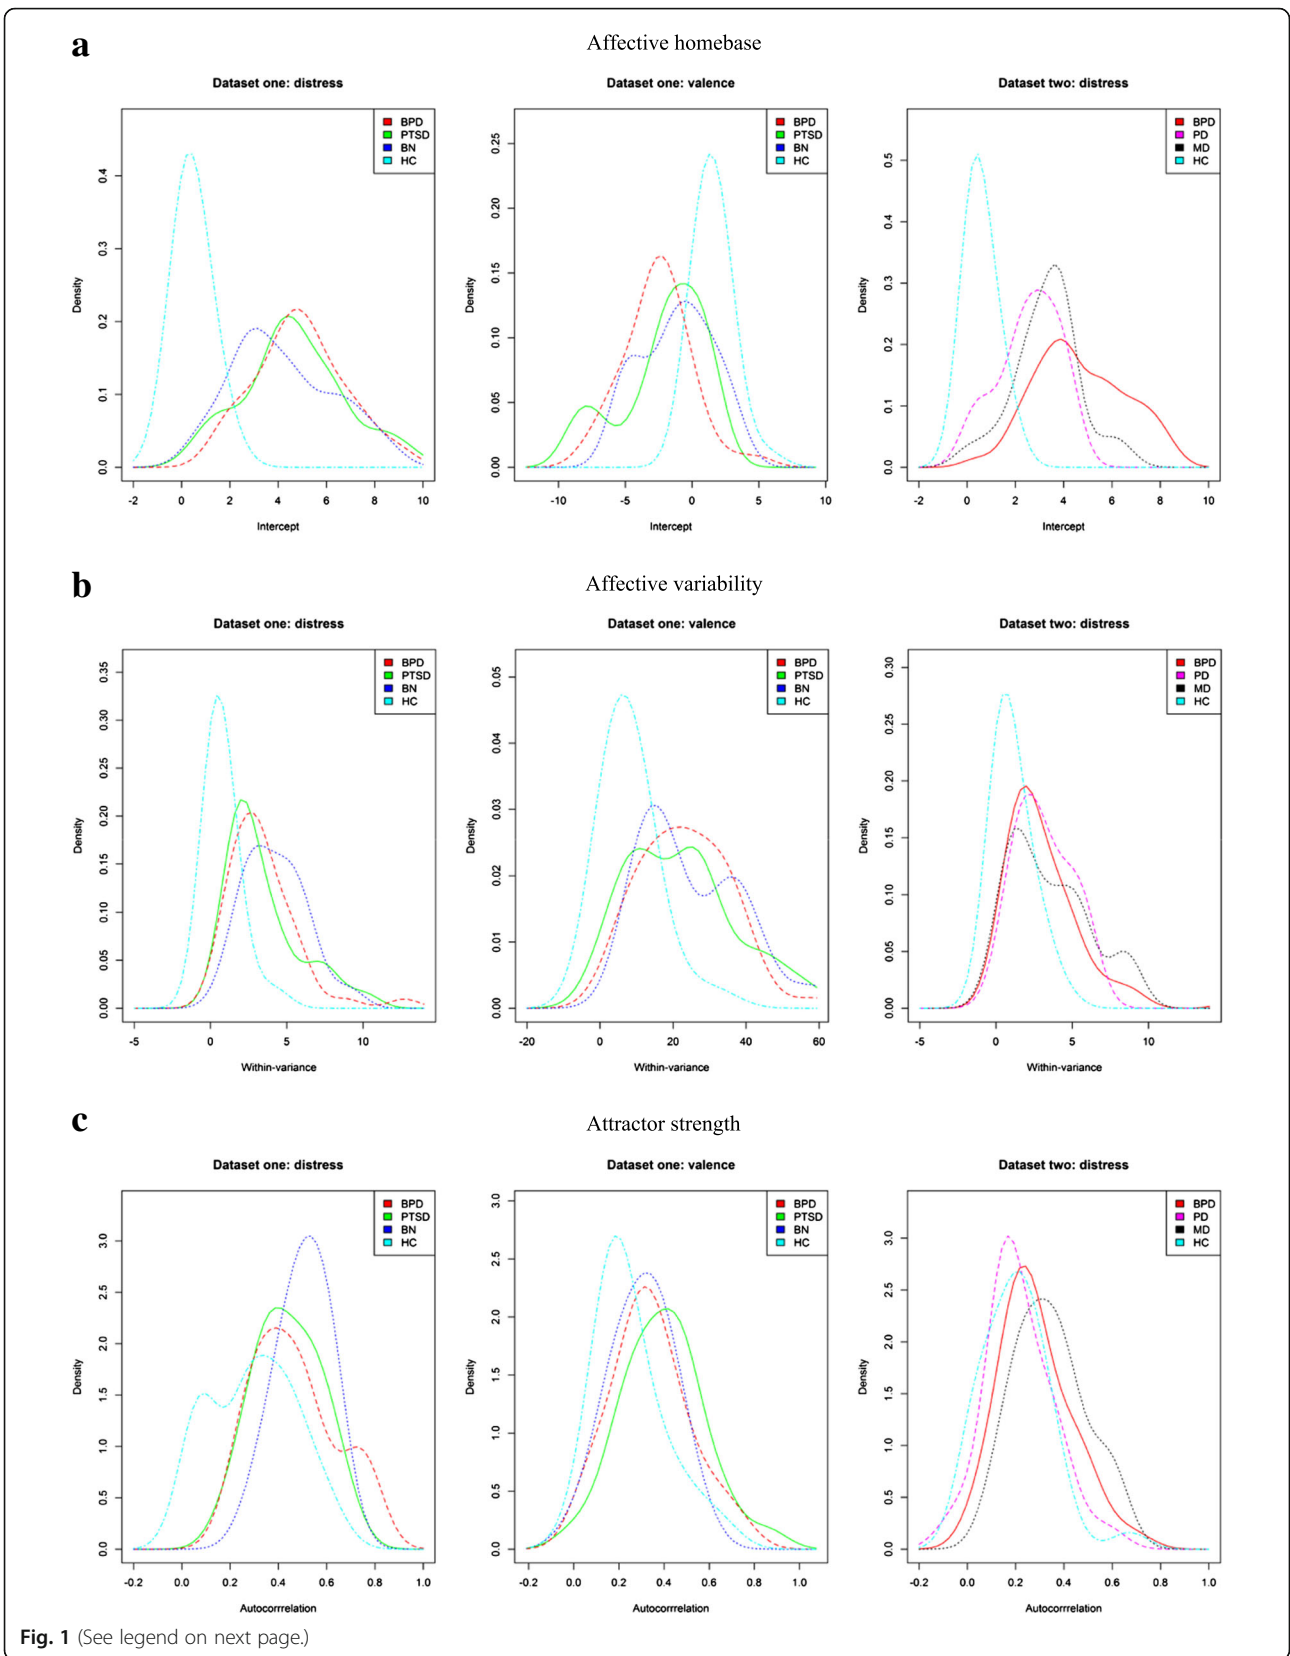 a
Affective homebase
Dataset one: distress
Density
0.0
0.1
0.2
0.3
0.4
-2 0 2 4 6 8 10
Intercept
BPD
PTSD
BN
HC
Dataset one: valence
Density
0.00
0.05
0.10
0.15
0.20
0.25
-10 -5 0 5 10
Intercept
BPD
PTSD
BN
HC
Dataset two: distress
Density
0.0
0.1
0.2
0.3
0.4
0.5
-2 0 2 4 6 8 10
Intercept
BPD
PD
MD
HC
b
Affective variability
Dataset one: distress
Density
0.00
0.05
0.10
0.15
0.20
0.25
0.30
0.35
-5 0 5 10
Within-variance
BPD
PTSD
BN
HC
Dataset one: valence
Density
0.00
0.01
0.02
0.03
0.04
0.05
-20 0 20 40 60
Within-variance
BPD
PTSD
BN
HC
Dataset two: distress
Density
0.00
0.05
0.10
0.15
0.20
0.25
0.30
-5 0 5 10
Within-variance
BPD
PD
MD
HC
c
Attractor strength
Dataset one: distress
Density
0.0
0.5
1.0
1.5
2.0
2.5
3.0
-0.2 0.0 0.2 0.4 0.6 0.8 1.0
Autocorrrelation
BPD
PTSD
BN
HC
Dataset one: valence
Density
0.0
0.5
1.0
1.5
2.0
2.5
3.0
-0.2 0.0 0.2 0.4 0.6 0.8 1.0
Autocorrrelation
BPD
PTSD
BN
HC
Dataset two: distress
Density
0.0
0.5
1.0
1.5
2.0
2.5
3.0
-0.2 0.0 0.2 0.4 0.6 0.8 1.0
Autocorrrelation
BPD
PD
MD
HC
Fig. 1 (See legend on next page.)